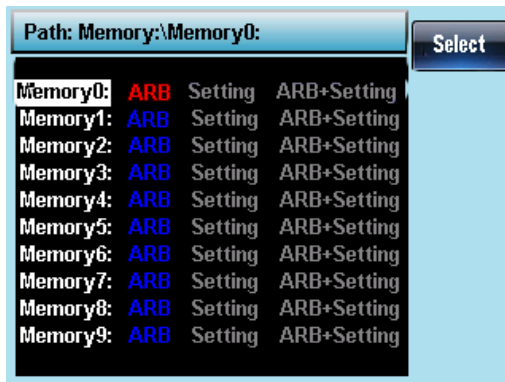 Path: Memory:\Memory0:
Select
Memory0: ARB Setting ARB+Setting
Memory1: ARB Setting ARB+Setting
Memory2: ARB Setting ARB+Setting
Memory3: ARB Setting ARB+Setting
Memory4: ARB Setting ARB+Setting
Memory5: ARB Setting ARB+Setting
Memory6: ARB Setting ARB+Setting
Memory7: ARB Setting ARB+Setting
Memory8: ARB Setting ARB+Setting
Memory9: ARB Setting ARB+Setting